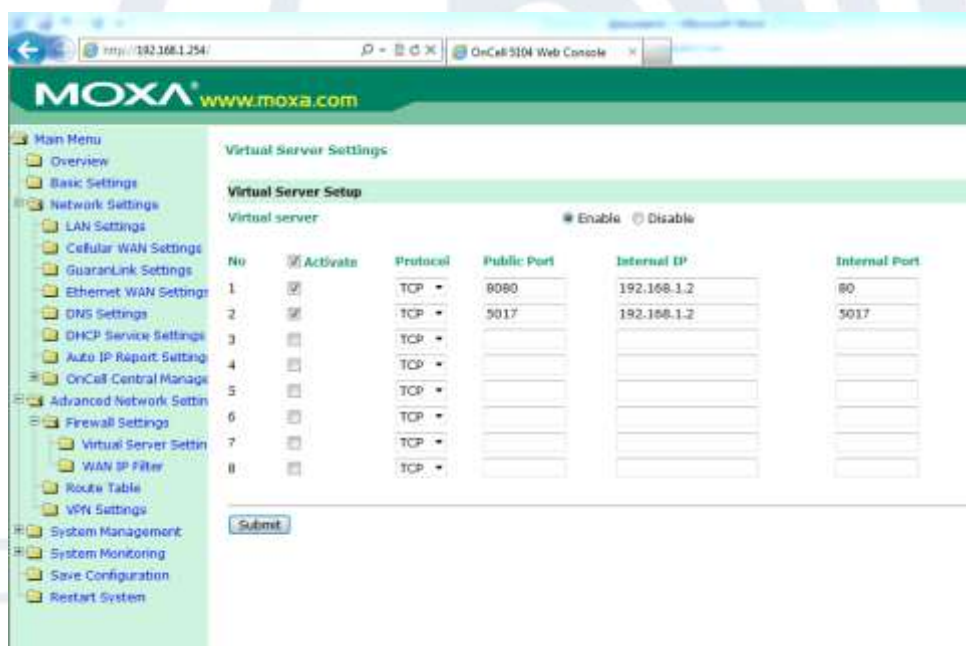 http://192.168.1.254/
OnCell 5104 Web Console
MOXA www.moxa.com
Main Menu
Overview
Basic Settings
Network Settings
LAN Settings
Cellular WAN Settings
GuaranLink Settings
Ethernet WAN Settings
DNS Settings
DHCP Service Settings
Auto IP Report Setting
OnCell Central Manage
Advanced Network Settin
Firewall Settings
Virtual Server Settin
WAN IP Filter
Route Table
VPN Settings
System Management
System Monitoring
Save Configuration
Restart System
Virtual Server Settings
Virtual Server Setup
Virtual server Enable Disable
No Activate Protocol Public Port Internal IP Internal Port
1 TCP 8080 192.168.1.2 80
2 TCP 5017 192.168.1.2 5017
3 TCP
4 TCP
5 TCP
6 TCP
7 TCP
8 TCP
Submit